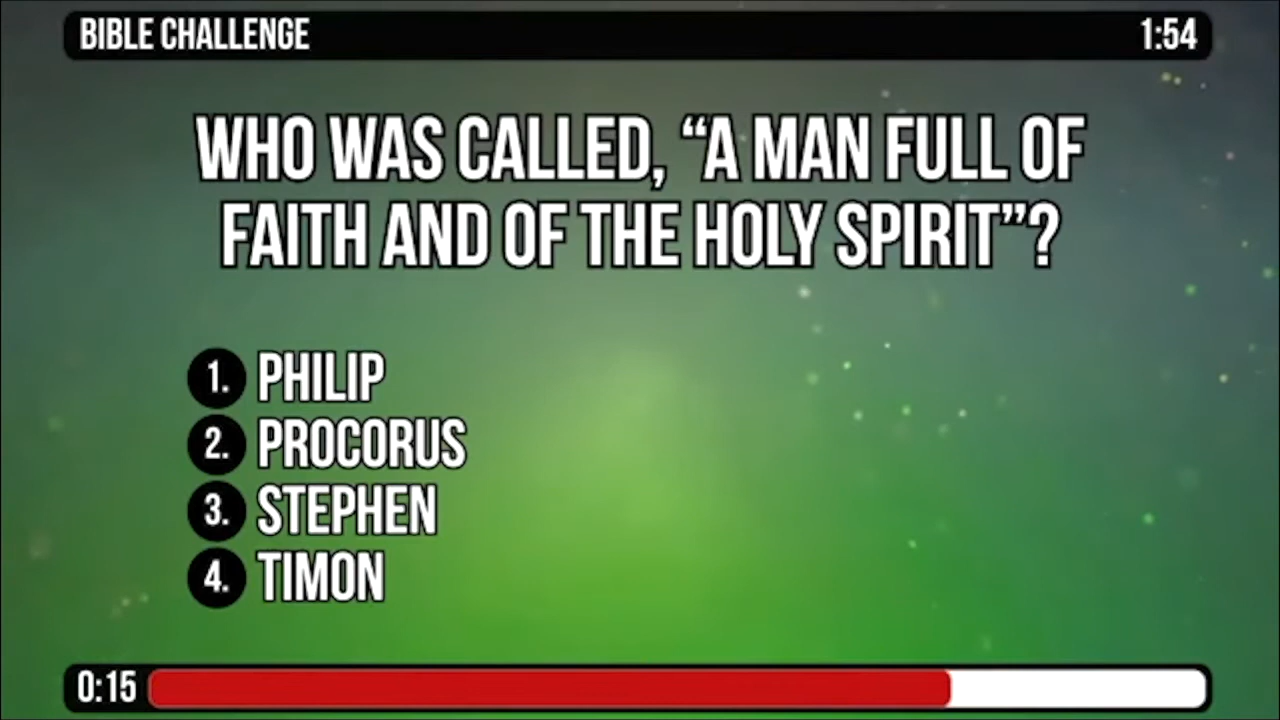 BIBLE CHALLENGE 1:54
WHO WAS CALLED, “A MAN FULL OF
FAITH AND OF THE HOLY SPIRIT”?
1. PHILIP
2. PROCORUS
3. STEPHEN
4. TIMON
0:15